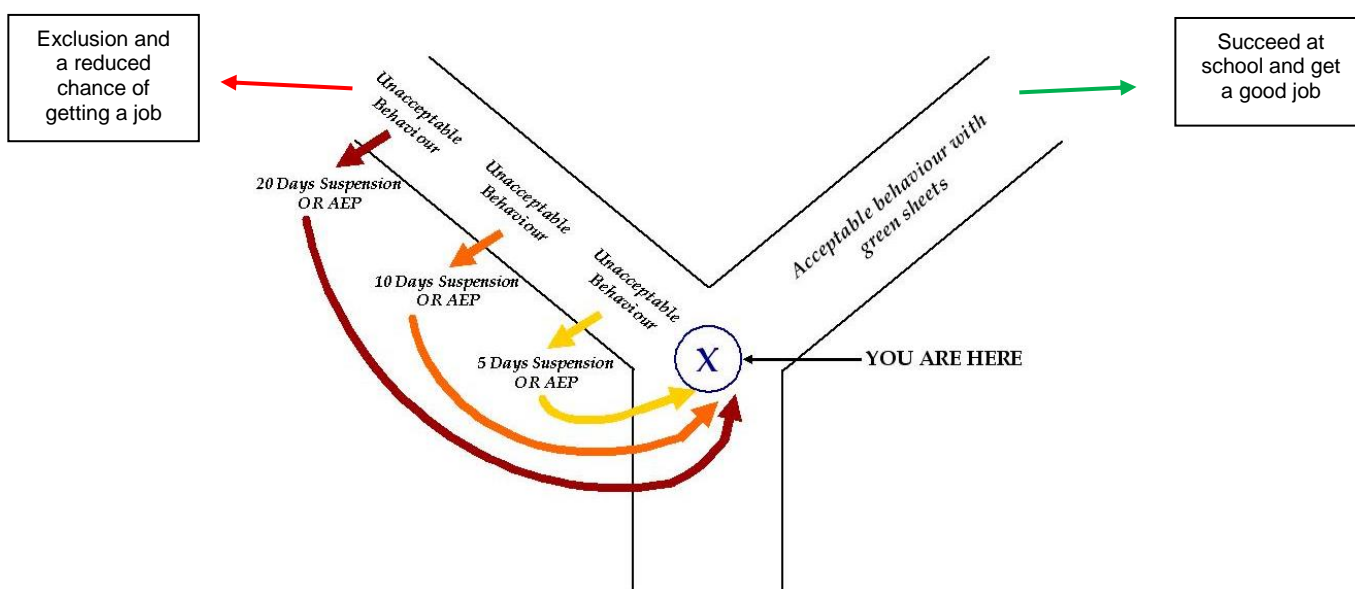 Exclusion and
a reduced
chance of
getting a job
Succeed at
school and get
a good job
Unacceptable
Behaviour
20 Days Suspension
OR AEP
Unacceptable
Behaviour
10 Days Suspension
OR AEP
Unacceptable
Behaviour
5 Days Suspension
OR AEP
Acceptable behaviour with
green sheets
X
YOU ARE HERE